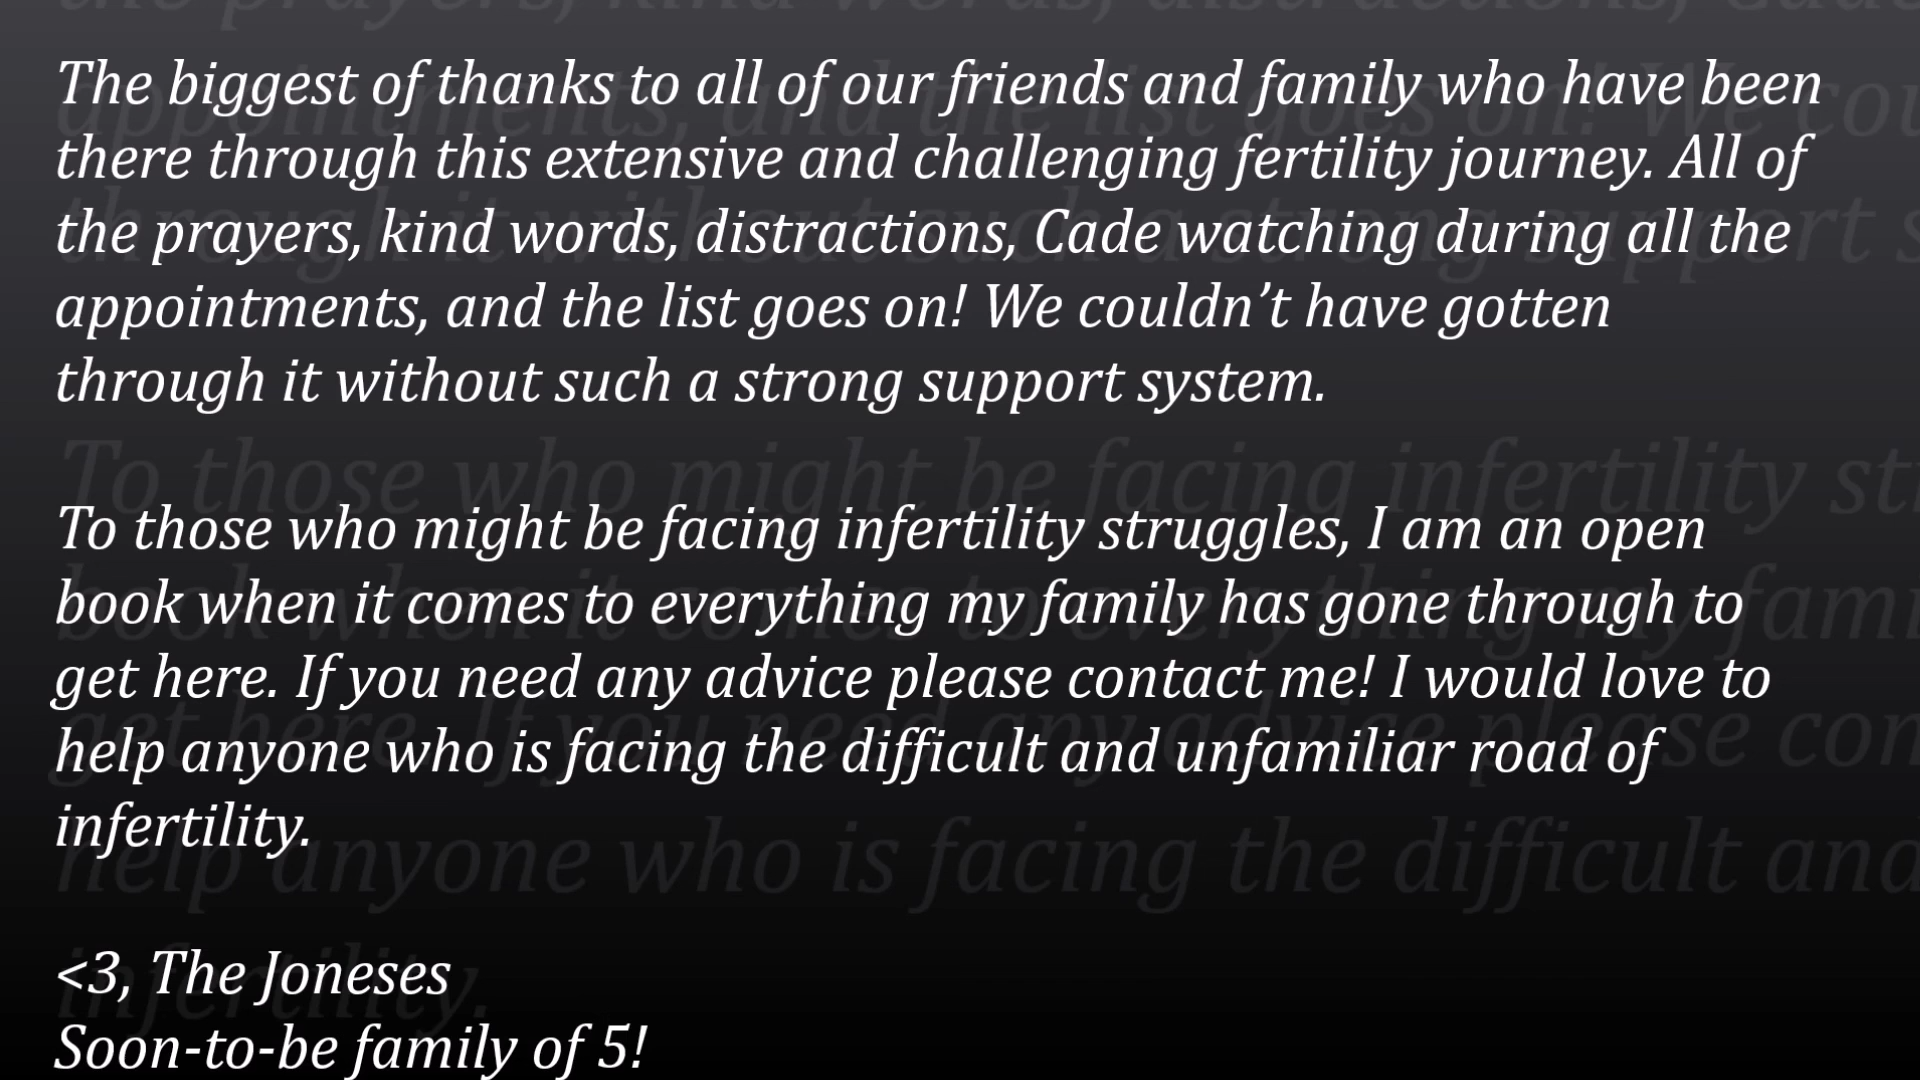 The biggest of thanks to all of our friends and family who have been
there through this extensive and challenging fertility journey. All of
the prayers, kind words, distractions, Cade watching during all the
appointments, and the list goes on! We couldn’t have gotten
through it without such a strong support system.
To those who might be facing infertility struggles, I am an open
book when it comes to everything my family has gone through to
get here. If you need any advice please contact me! I would love to
help anyone who is facing the difficult and unfamiliar road of
infertility.
<3, The Joneses
Soon-to-be family of 5!